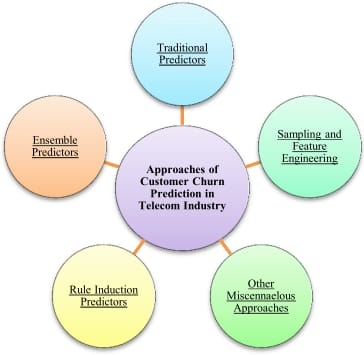 Traditional
Predictors
Ensemble
Predictors
Sampling and
Feature
Engineering
Approaches of
Customer Churn
Prediction in
Telecom Industry
Rule Induction
Predictors
Other
Miscennaelous
Approaches